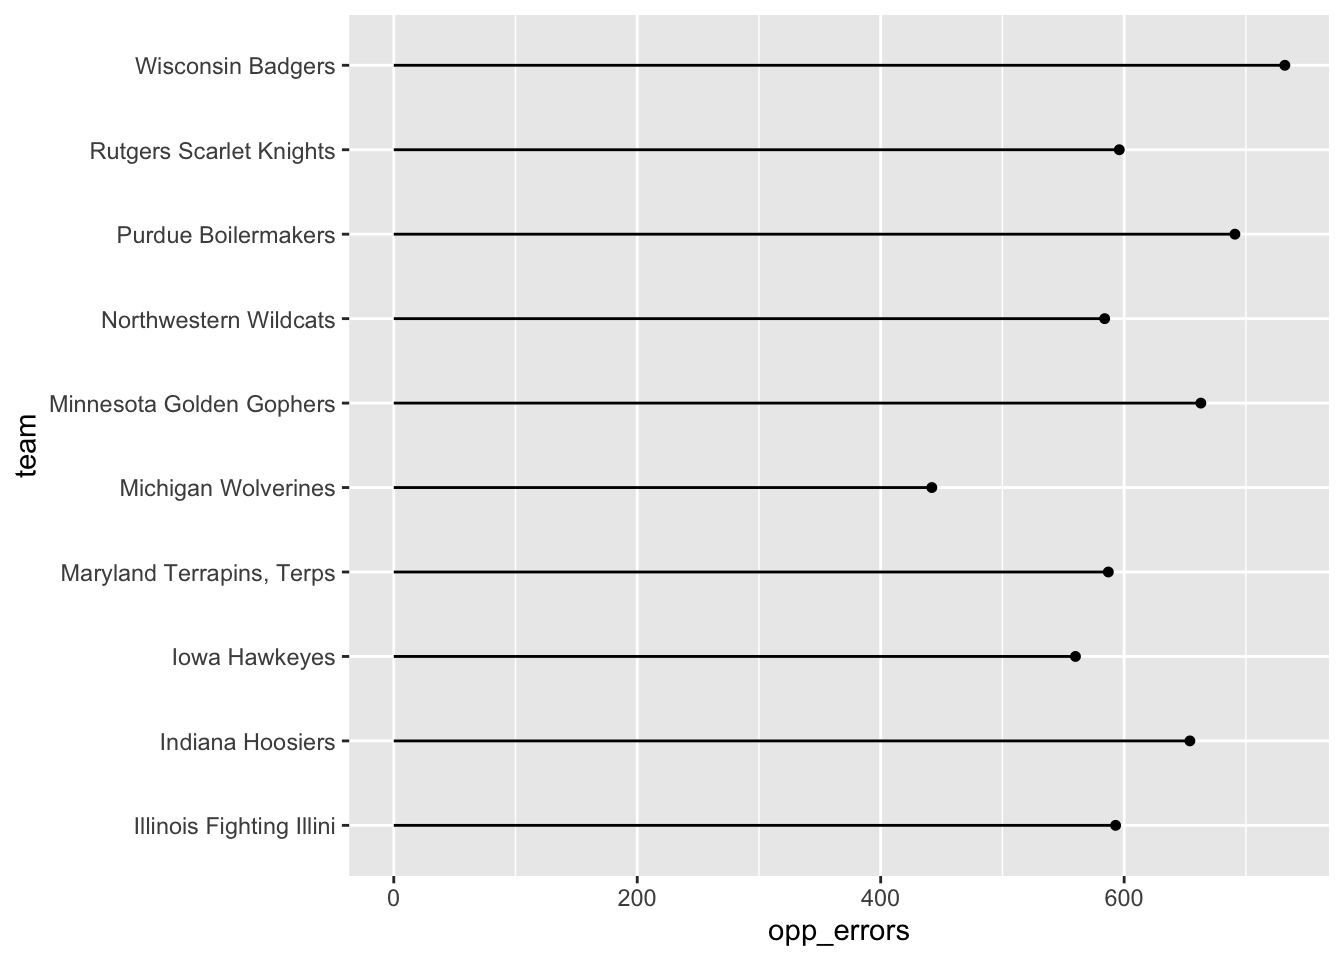 Wisconsin Badgers
Rutgers Scarlet Knights
Purdue Boilermakers
Northwestern Wildcats
Minnesota Golden Gophers
Michigan Wolverines
Maryland Terrapins, Terps
Iowa Hawkeyes
Indiana Hoosiers
Illinois Fighting Illini
team
0 200 400 600
opp_errors